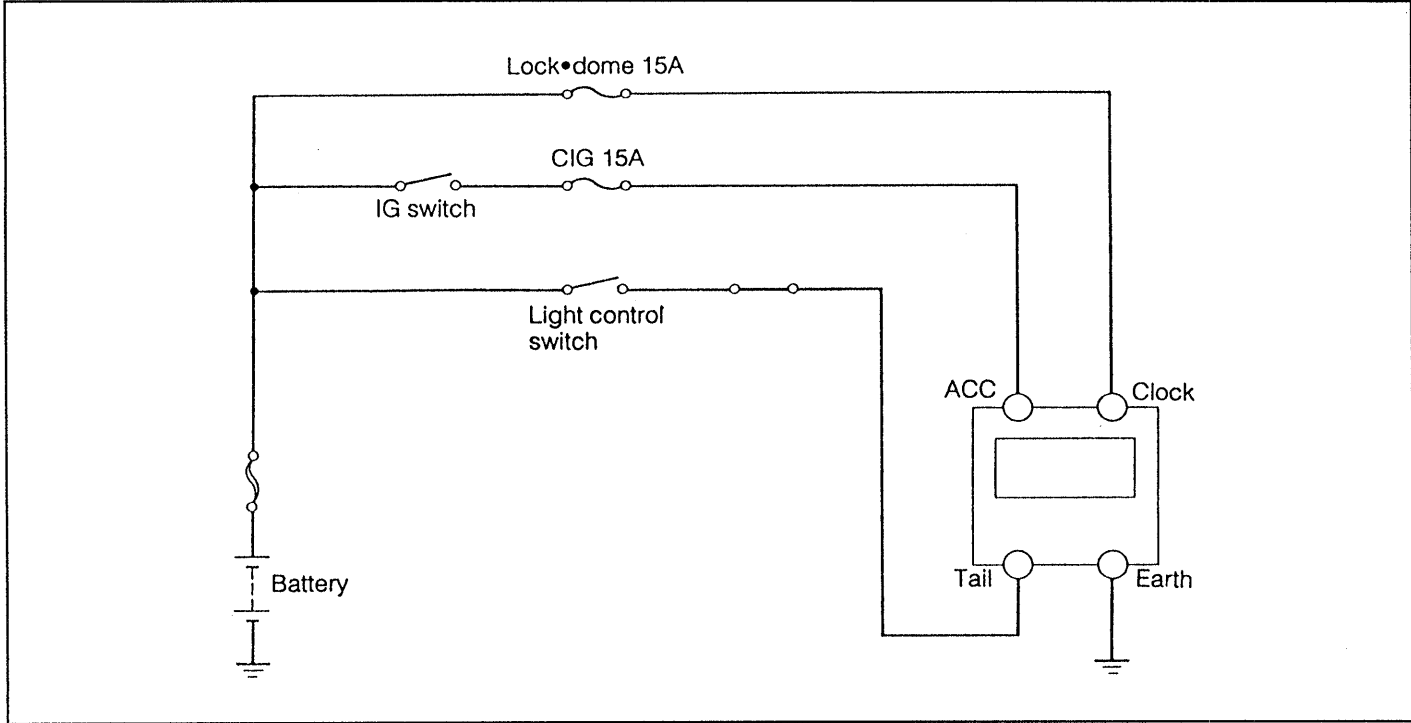 Lock•dome 15A
CIG 15A
IG switch
Light control
switch
ACC
Clock
Battery
Tail
Earth